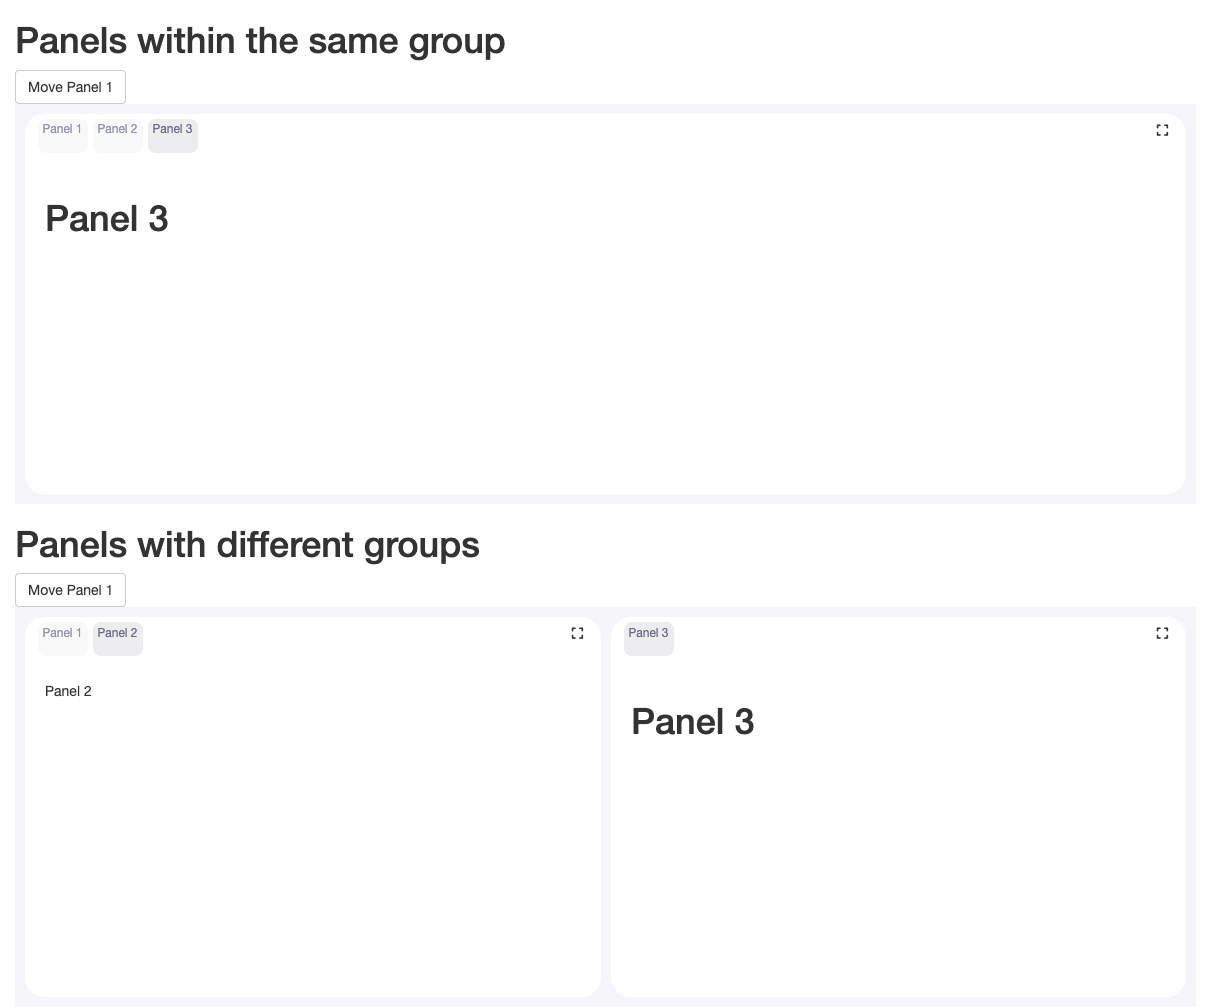 Panels within the same group
Move Panel 1
Panel 1 Panel 2 Panel 3
Panel 3
Panels with different groups
Move Panel 1
Panel 1 Panel 2
Panel 2
Panel 3
Panel 3